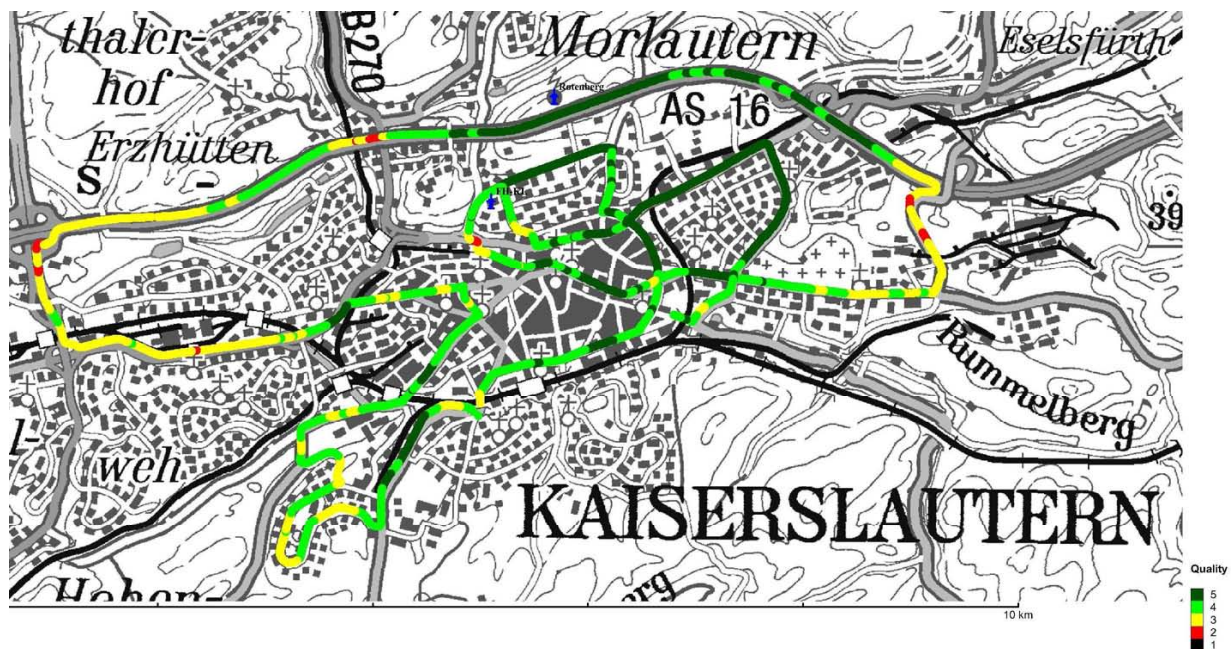 thalcr-
hof
B270
Morlautern
Eselsfürth
Rotenberg
AS 16
Erzhütten
S -
39
Rummelberg
l-
weh
KAISERSLAUTERN
Hohen-
berg
10 km
Quality
5
4
3
2
1